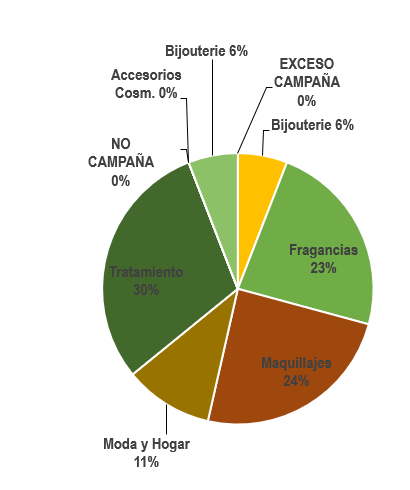 Bijouterie 6%
EXCESO
CAMPAÑA
0%
Accesorios
Cosm. 0%
Bijouterie 6%
NO
CAMPAÑA
0%
Fragancias
23%
Tratamiento
30%
Maquillajes
24%
Moda y Hogar
11%